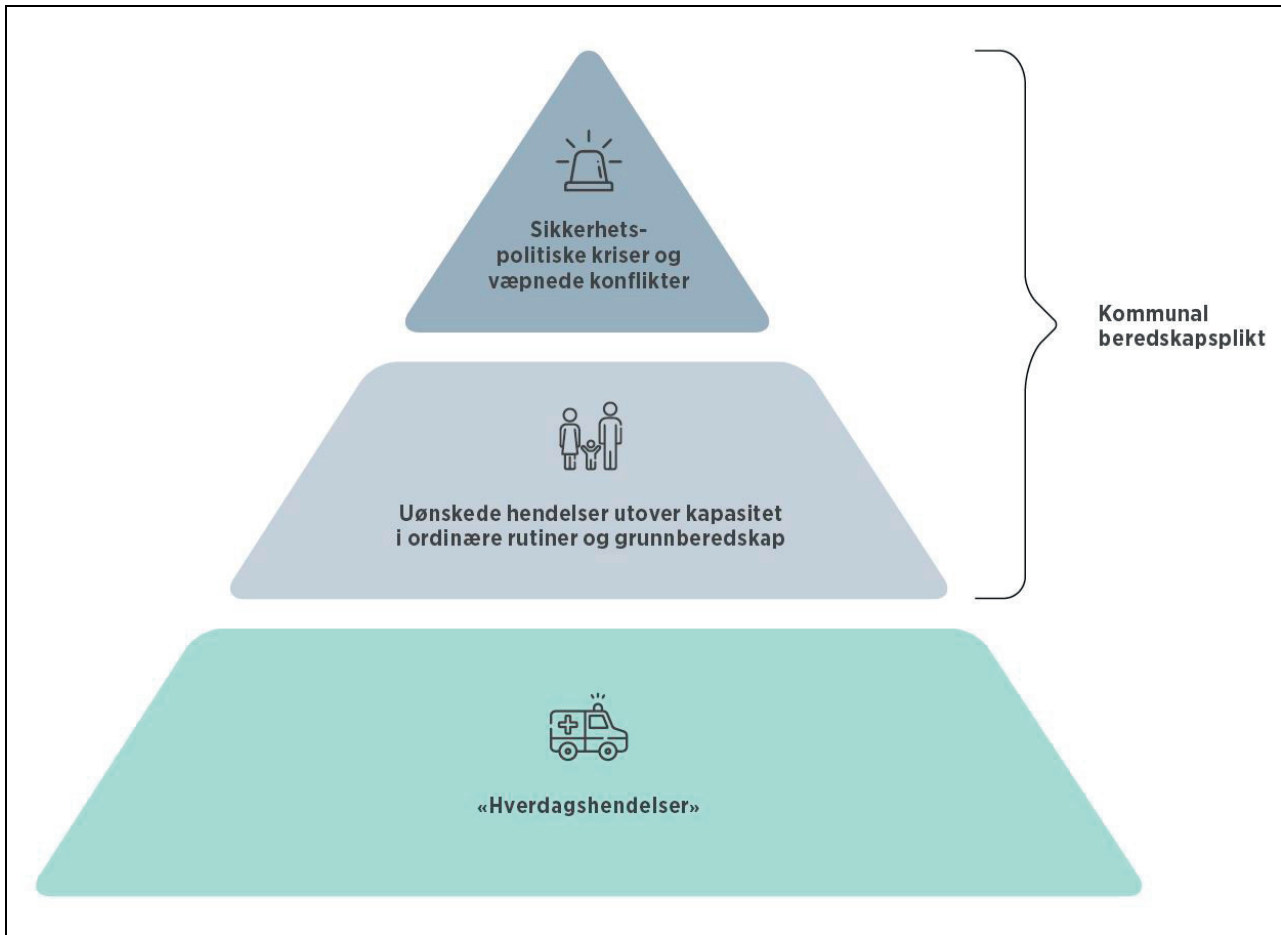 Sikkerhets-
politiske kriser og
væpnede konflikter
Kommunal
beredskapsplikt
Uønskede hendelser utover kapasitet
i ordinære rutiner og grunnberedskap
«Hverdagshendelser»